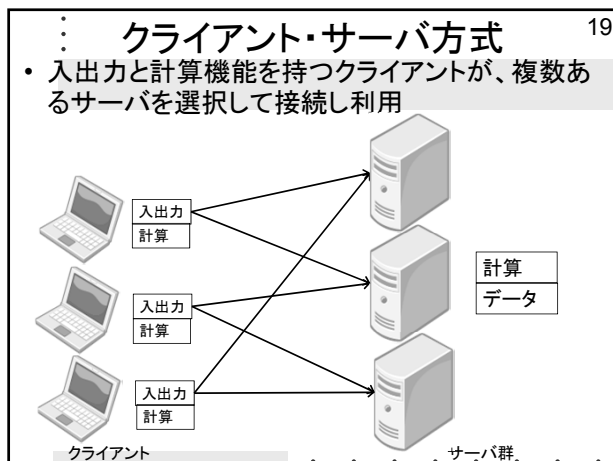 クライアント・サーバ方式
19
• 入出力と計算機能を持つクライアントが、複数あ
るサーバを選択して接続し利用
入出力
計算
計算
データ
入出力
計算
入出力
計算
クライアント
サーバ群